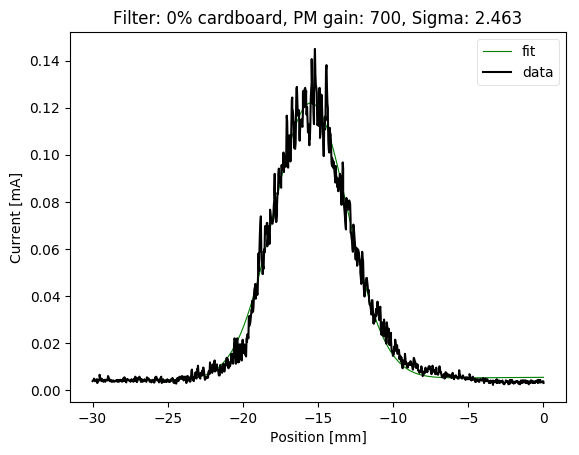 Filter: 0% cardboard, PM gain: 700, Sigma: 2.463
fit
data
Current [mA]
0.14
0.12
0.10
0.08
0.06
0.04
0.02
0.00
−30 −25 −20 −15 −10 −5 0
Position [mm]